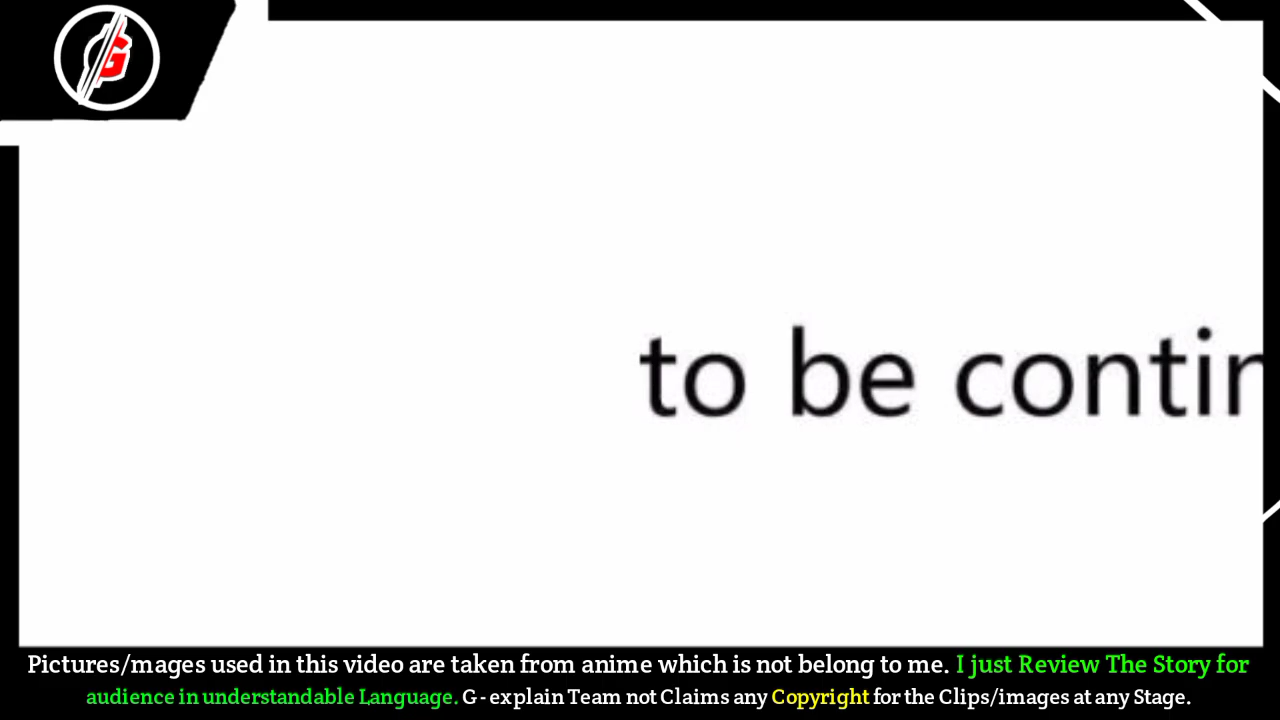 G
to be contin
Pictures/mages used in this video are taken from anime which is not belong to me. I just Review The Story for
audience in understandable Language. G - explain Team not Claims any Copyright for the Clips/images at any Stage.